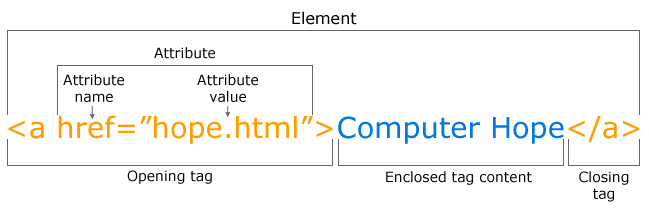 Element
Attribute
Attribute name
Attribute value
<a href=”hope.html”>Computer Hope</a>
Opening tag
Enclosed tag content
Closing tag